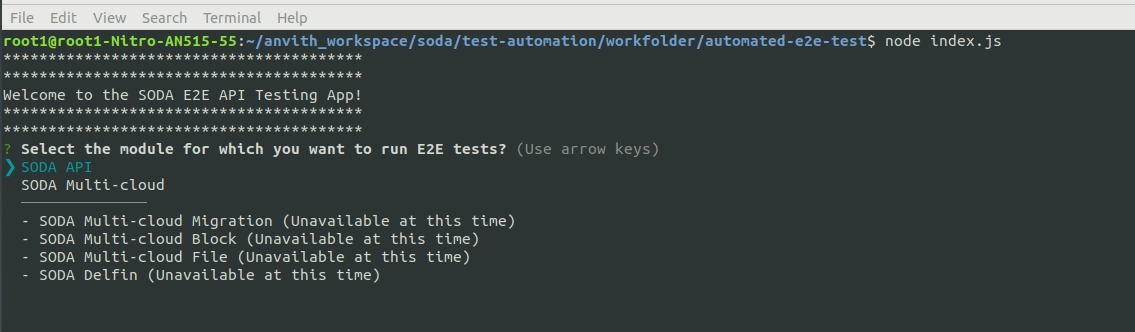 File Edit View Search Terminal Help
root1@root1-Nitro-AN515-55:~/anvith_workspace/soda/test-automation/workfolder/automated-e2e-test$ node index.js
****************************************
****************************************
Welcome to the SODA E2E API Testing App!
****************************************
****************************************
? Select the module for which you want to run E2E tests? (Use arrow keys)
❯ SODA API
SODA Multi-cloud
──────────────
- SODA Multi-cloud Migration (Unavailable at this time)
- SODA Multi-cloud Block (Unavailable at this time)
- SODA Multi-cloud File (Unavailable at this time)
- SODA Delfin (Unavailable at this time)